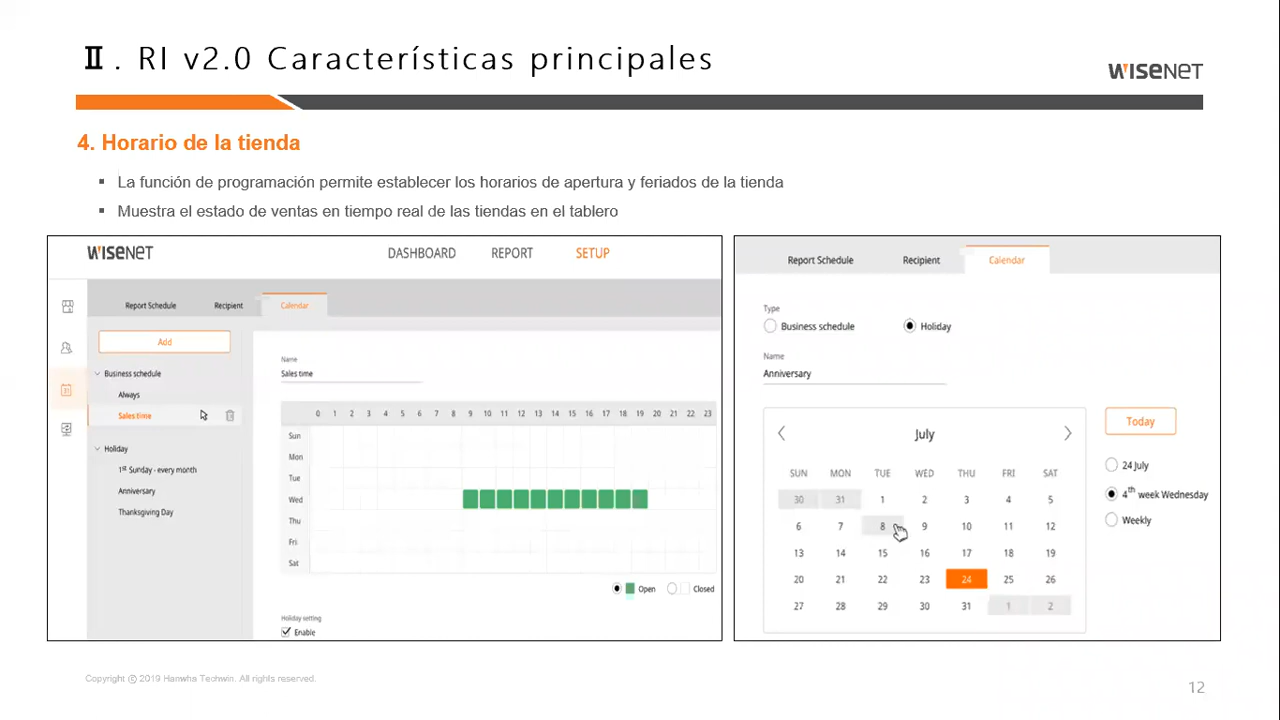 Ⅱ. RI v2.0 Características principales
WISENET
4. Horario de la tienda
▪ La función de programación permite establecer los horarios de apertura y feriados de la tienda
▪ Muestra el estado de ventas en tiempo real de las tiendas en el tablero
WISENET
DASHBOARD REPORT SETUP
Report Schedule Recipient Calendar
Add
Business schedule
Always
Sales time
Holiday
1st Sunday - every month
Anniversary
Thanksgiving Day
Name
Sales time
0 1 2 3 4 5 6 7 8 9 10 11 12 13 14 15 16 17 18 19 20 21 22 23
Sun
Mon
Tue
Wed
Thu
Fri
Sat
Open Closed
Holiday setting
Enable
Report Schedule Recipient Calendar
Type
Business schedule Holiday
Name
Anniversary
July
SUN MON TUE WED THU FRI SAT
30 31 1 2 3 4 5
6 7 8 9 10 11 12
13 14 15 16 17 18 19
20 21 22 23 24 25 26
27 28 29 30 31 1 2
Today
24 July
4th week Wednesday
Weekly
Copyright ⓒ 2019 Hanwha Techwin. All rights reserved.
12